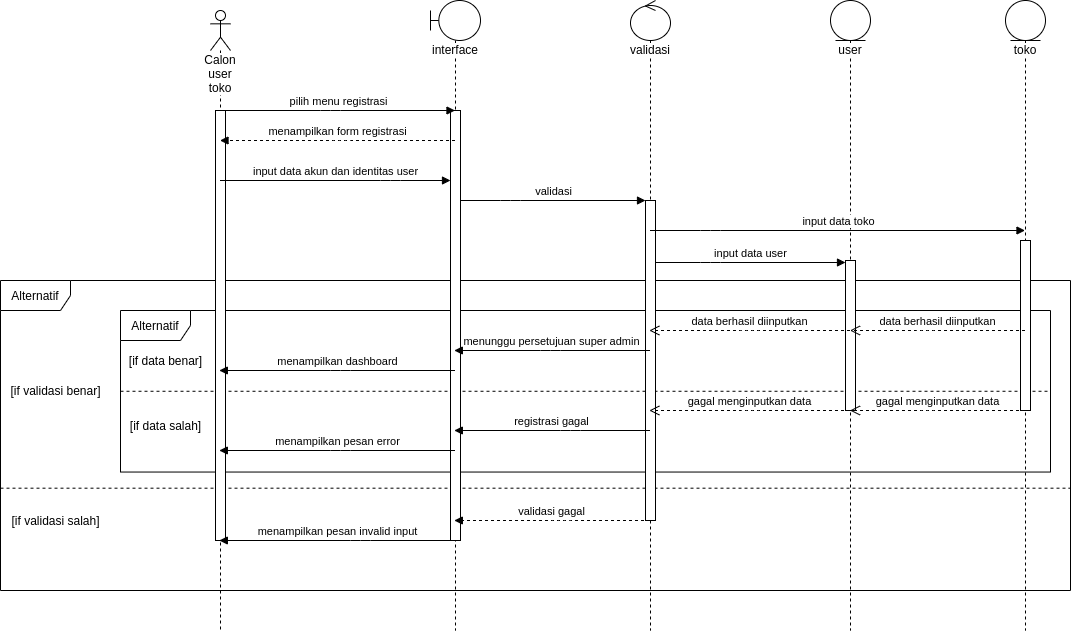 Calon
user
toko
interface
validasi
user
toko
pilih menu registrasi
menampilkan form registrasi
input data akun dan identitas user
validasi
input data toko
input data user
Alternatif
Alternatif
data berhasil diinputkan
data berhasil diinputkan
menunggu persetujuan super admin
[if data benar]
menampilkan dashboard
[if validasi benar]
gagal menginputkan data
gagal menginputkan data
[if data salah]
registrasi gagal
menampilkan pesan error
[if validasi salah]
validasi gagal
menampilkan pesan invalid input